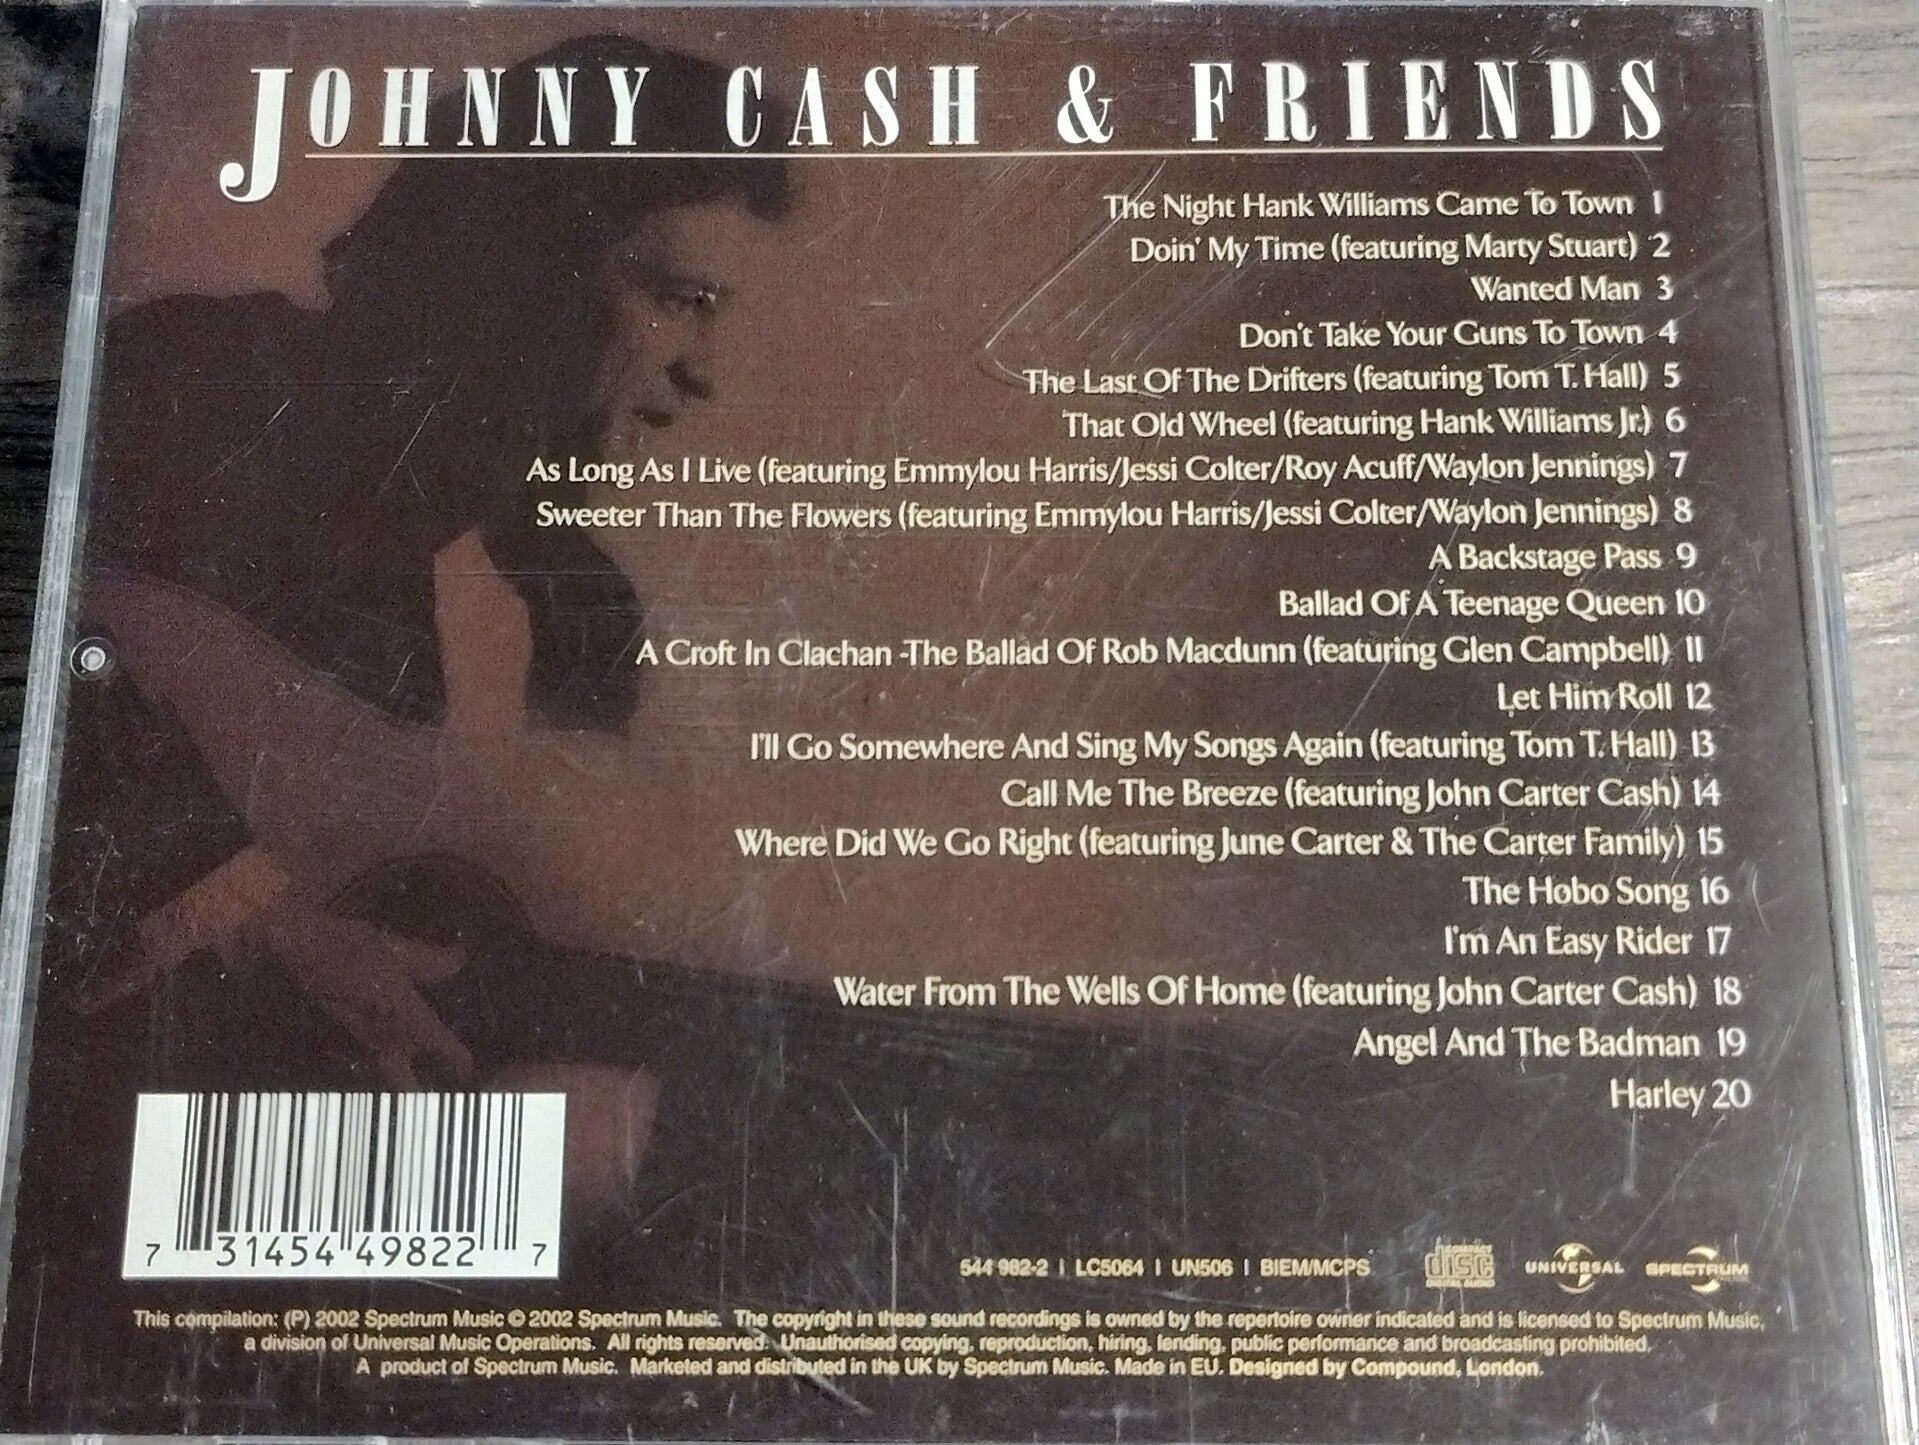 JOHNNY CASH & FRIENDS
The Night Hank Williams Came To Town 1
Doin' My Time (featuring Marty Stuart) 2
Wanted Man 3
Don't Take Your Guns To Town 4
The Last Of The Drifters (featuring Tom T. Hall) 5
That Old Wheel (featuring Hank Williams Jr.) 6
As Long As I Live (featuring Emmylou Harris/Jessi Colter/Roy Acuff/Waylon Jennings) 7
Sweeter Than The Flowers (featuring Emmylou Harris/Jessi Colter/Waylon Jennings) 8
A Backstage Pass 9
Ballad Of A Teenage Queen 10
A Croft In Clachan -The Ballad Of Rob Macdunn (featuring Glen Campbell) 11
Let Him Roll 12
I'll Go Somewhere And Sing My Songs Again (featuring Tom T. Hall) 13
Call Me The Breeze (featuring John Carter Cash) 14
Where Did We Go Right (featuring June Carter & The Carter Family) 15
The Hobo Song 16
I'm An Easy Rider 17
Water From The Wells Of Home (featuring John Carter Cash) 18
Angel And The Badman 19
Harley 20
7 31454 49822 7
544 982-2 | LC5064 | UN506 | BIEM/MCPS COMPACT disc DIGITAL AUDIO UNIVERSAL SPECTRUM
This compilation: (P) 2002 Spectrum Music © 2002 Spectrum Music. The copyright in these sound recordings is owned by the repertoire owner indicated and is licensed to Spectrum Music,
a division of Universal Music Operations. All rights reserved. Unauthorised copying, reproduction, hiring, lending, public performance and broadcasting prohibited.
A product of Spectrum Music. Marketed and distributed in the UK by Spectrum Music. Made in EU. Designed by Compound, London.